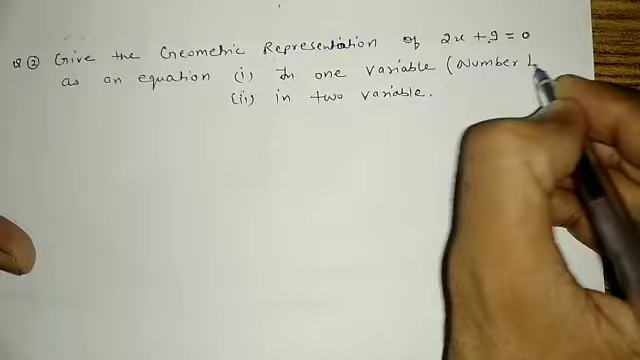 Q② Give the Geometric Representation of 2x + 9 = 0
as an equation (i) In one variable (Number L
(ii) in two variable.